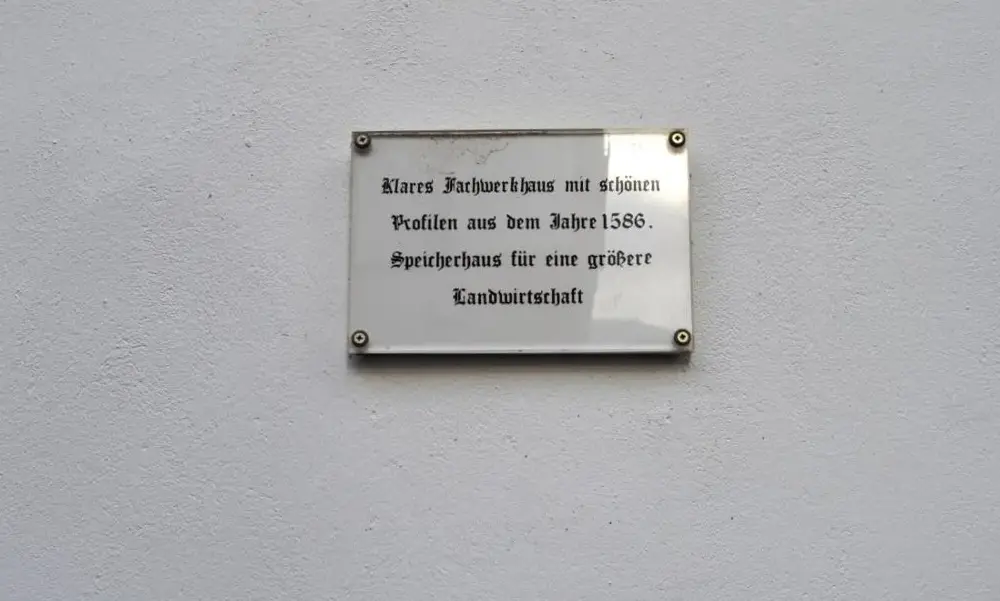 Klares Fachwerkhaus mit schönen
Profilen aus dem Jahre 1586.
Speicherhaus für eine größere
Landwirtschaft